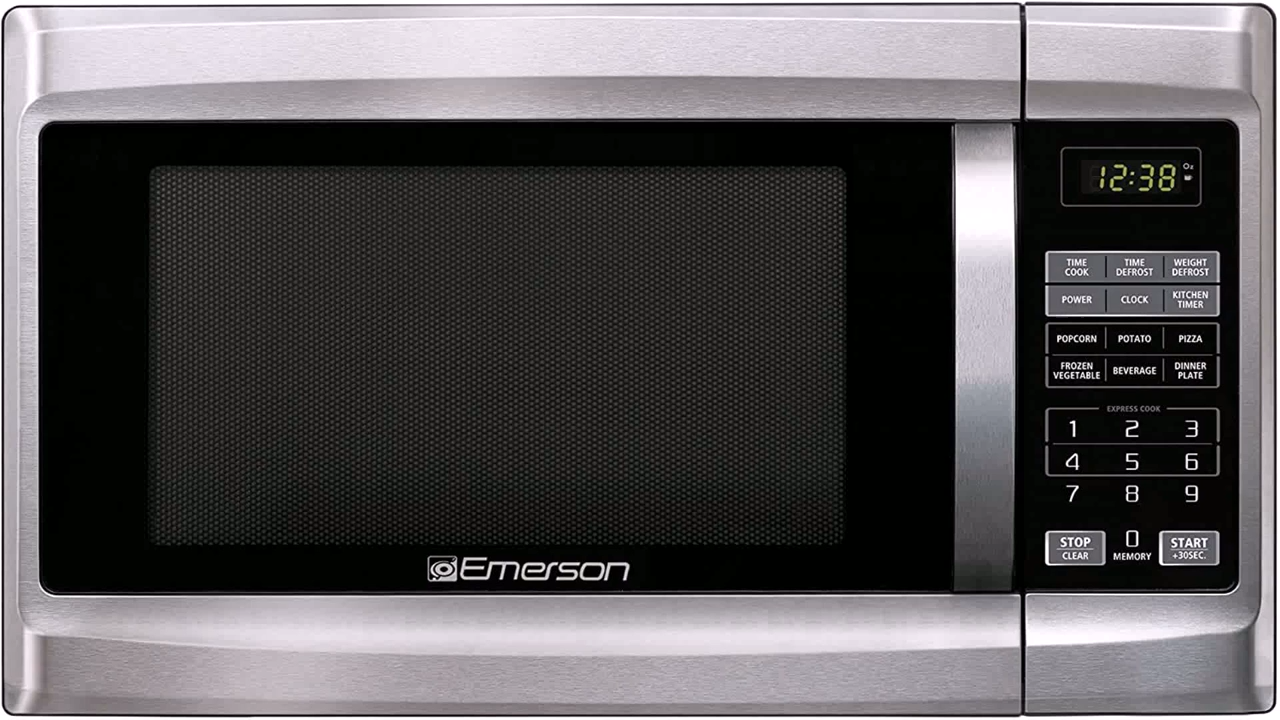 12:38
Oz
TIME COOK
TIME DEFROST
WEIGHT DEFROST
POWER
CLOCK
KITCHEN TIMER
POPCORN
POTATO
PIZZA
FROZEN VEGETABLE
BEVERAGE
DINNER PLATE
EXPRESS COOK
1 2 3
4 5 6
7 8 9
STOP
CLEAR
0
MEMORY
START
+30SEC.
Emerson